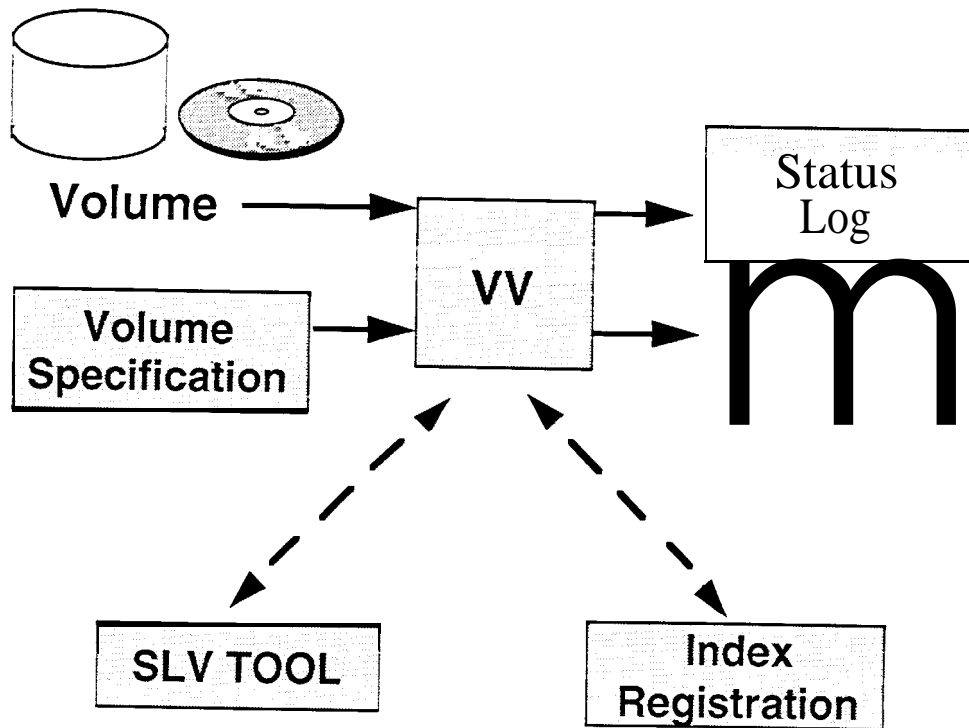 Volume
Status
Log
VV
Volume
Specification
m
SLV TOOL
Index
Registration